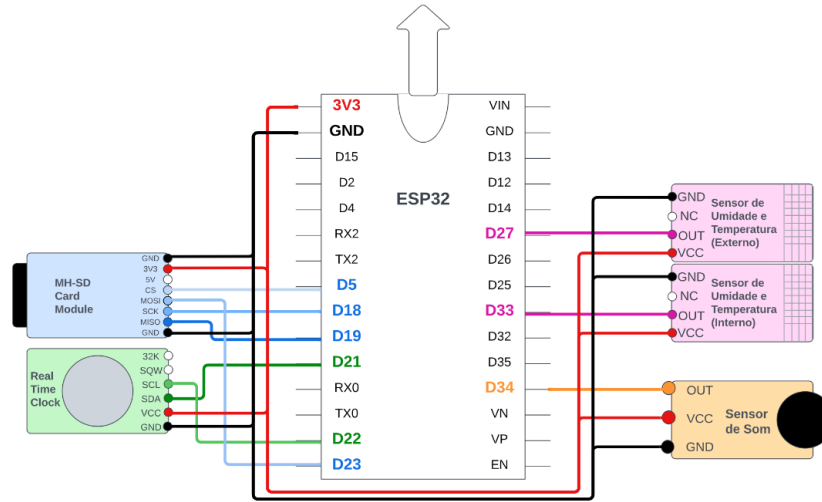 3V3
GND
D15
D2
D4
RX2
TX2
D5
D18
D19
D21
RX0
TX0
D22
D23
ESP32
VIN
GND
D13
D12
D14
D27
D26
D25
D33
D32
D35
D34
VN
VP
EN
MH-SD
Card
Module
GND
3V3
5V
CS
MOSI
SCK
MISO
GND
Real
Time
Clock
32K
SQW
SCL
SDA
VCC
GND
GND
NC
OUT
VCC
Sensor de
Umidade e
Temperatura
(Externo)
GND
NC
OUT
VCC
Sensor de
Umidade e
Temperatura
(Interno)
OUT
VCC
GND
Sensor
de Som